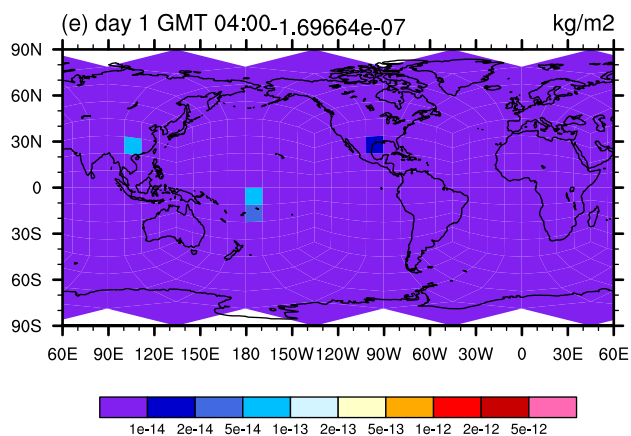 (e) day 1 GMT 04:00 -1.69664e-07 kg/m2
90N
60N
30N
0
30S
60S
90S
60E 90E 120E 150E 180 150W 120W 90W 60W 30W 0 30E 60E
1e-14 2e-14 5e-14 1e-13 2e-13 5e-13 1e-12 2e-12 5e-12